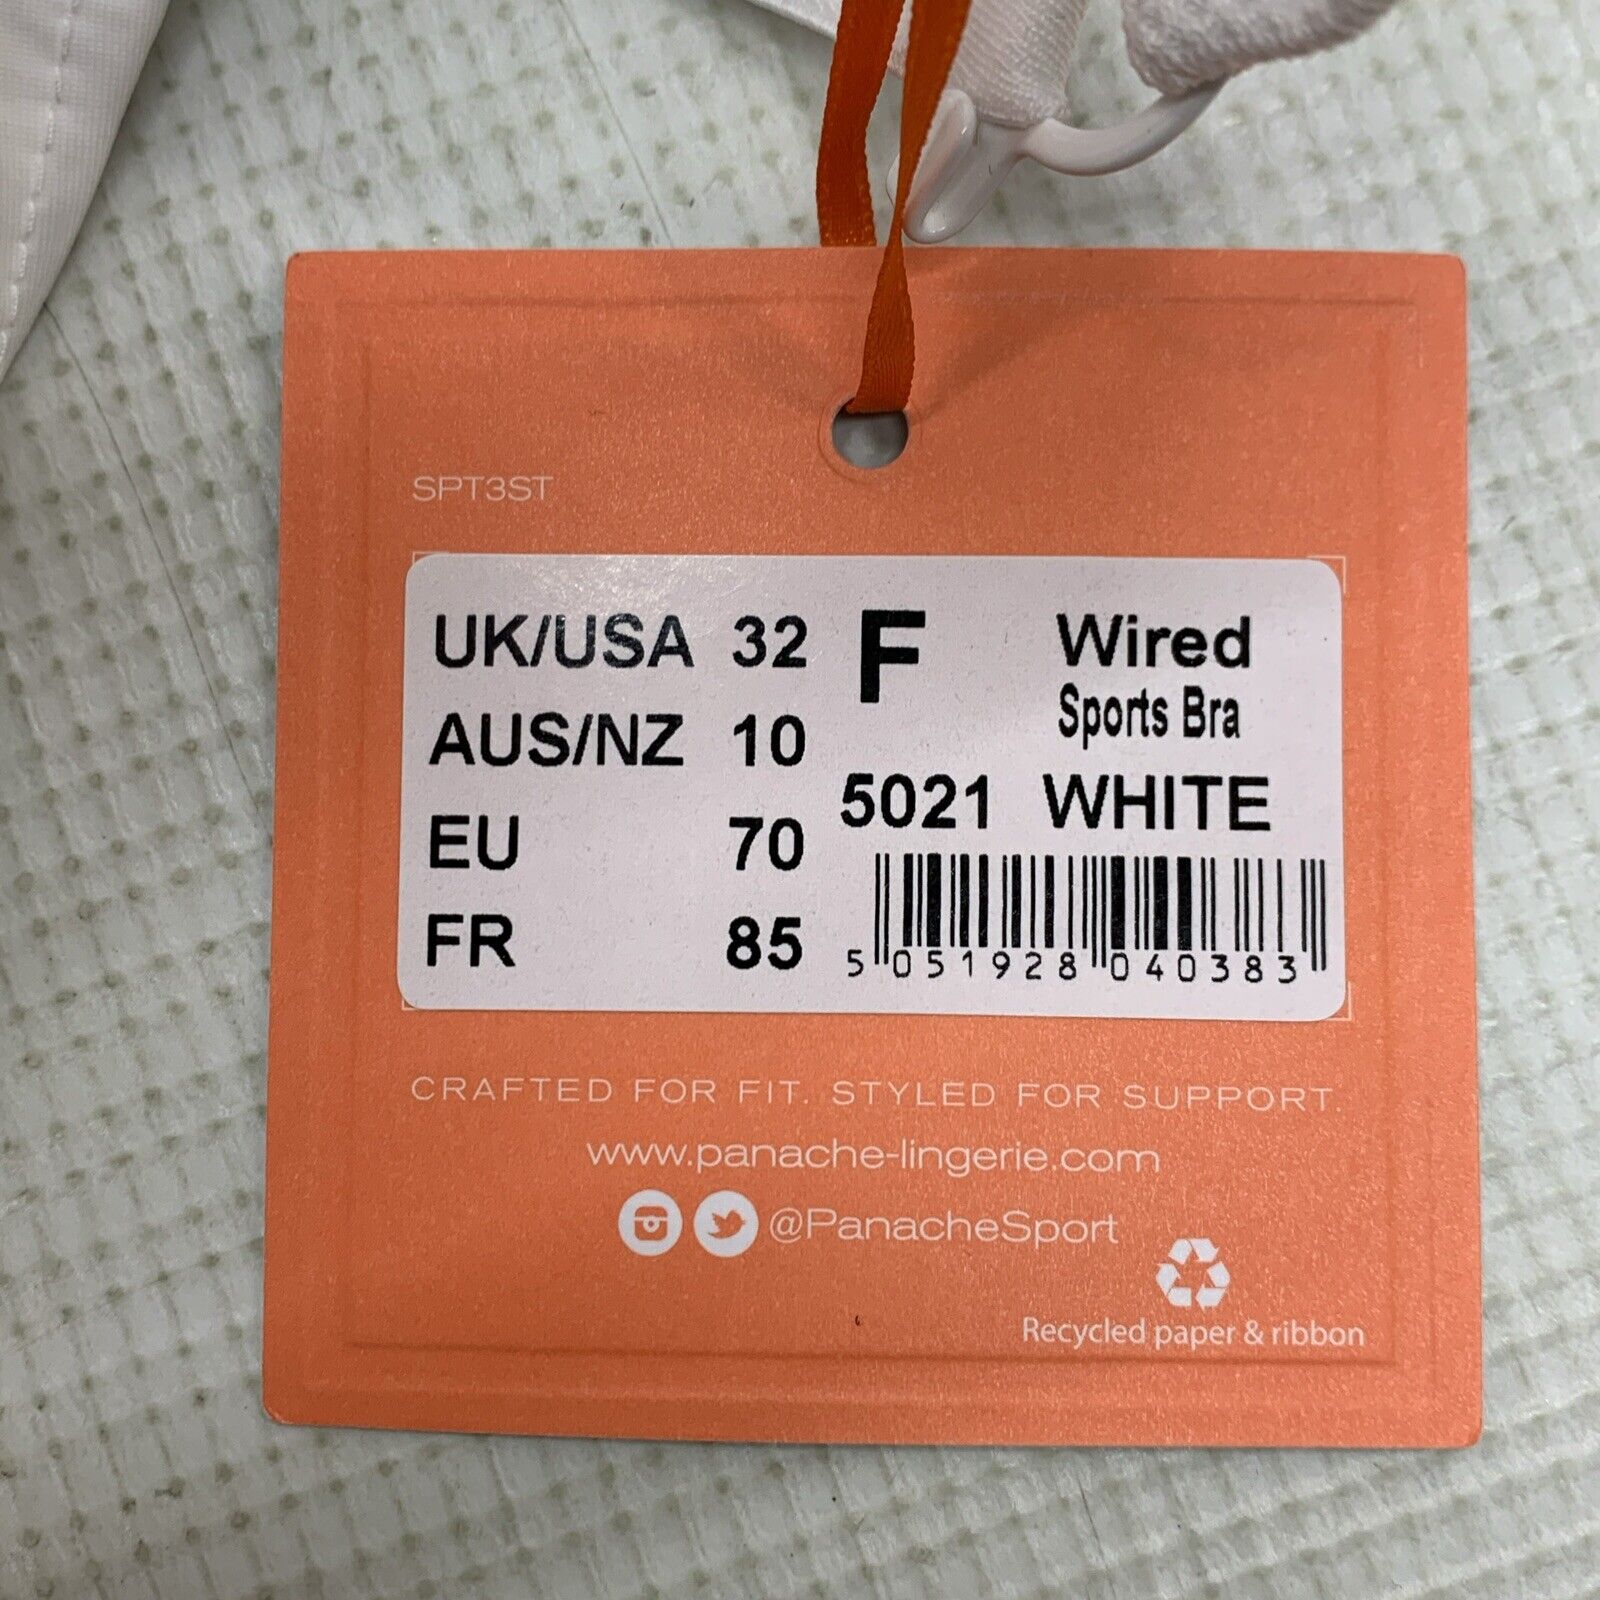 SPT3ST
UK/USA 32 F Wired
Sports Bra
AUS/NZ 10
5021 WHITE
EU 70
FR 85
5 051928 040383
CRAFTED FOR FIT. STYLED FOR SUPPORT.
www.panache-lingerie.com
@PanacheSport
Recycled paper & ribbon